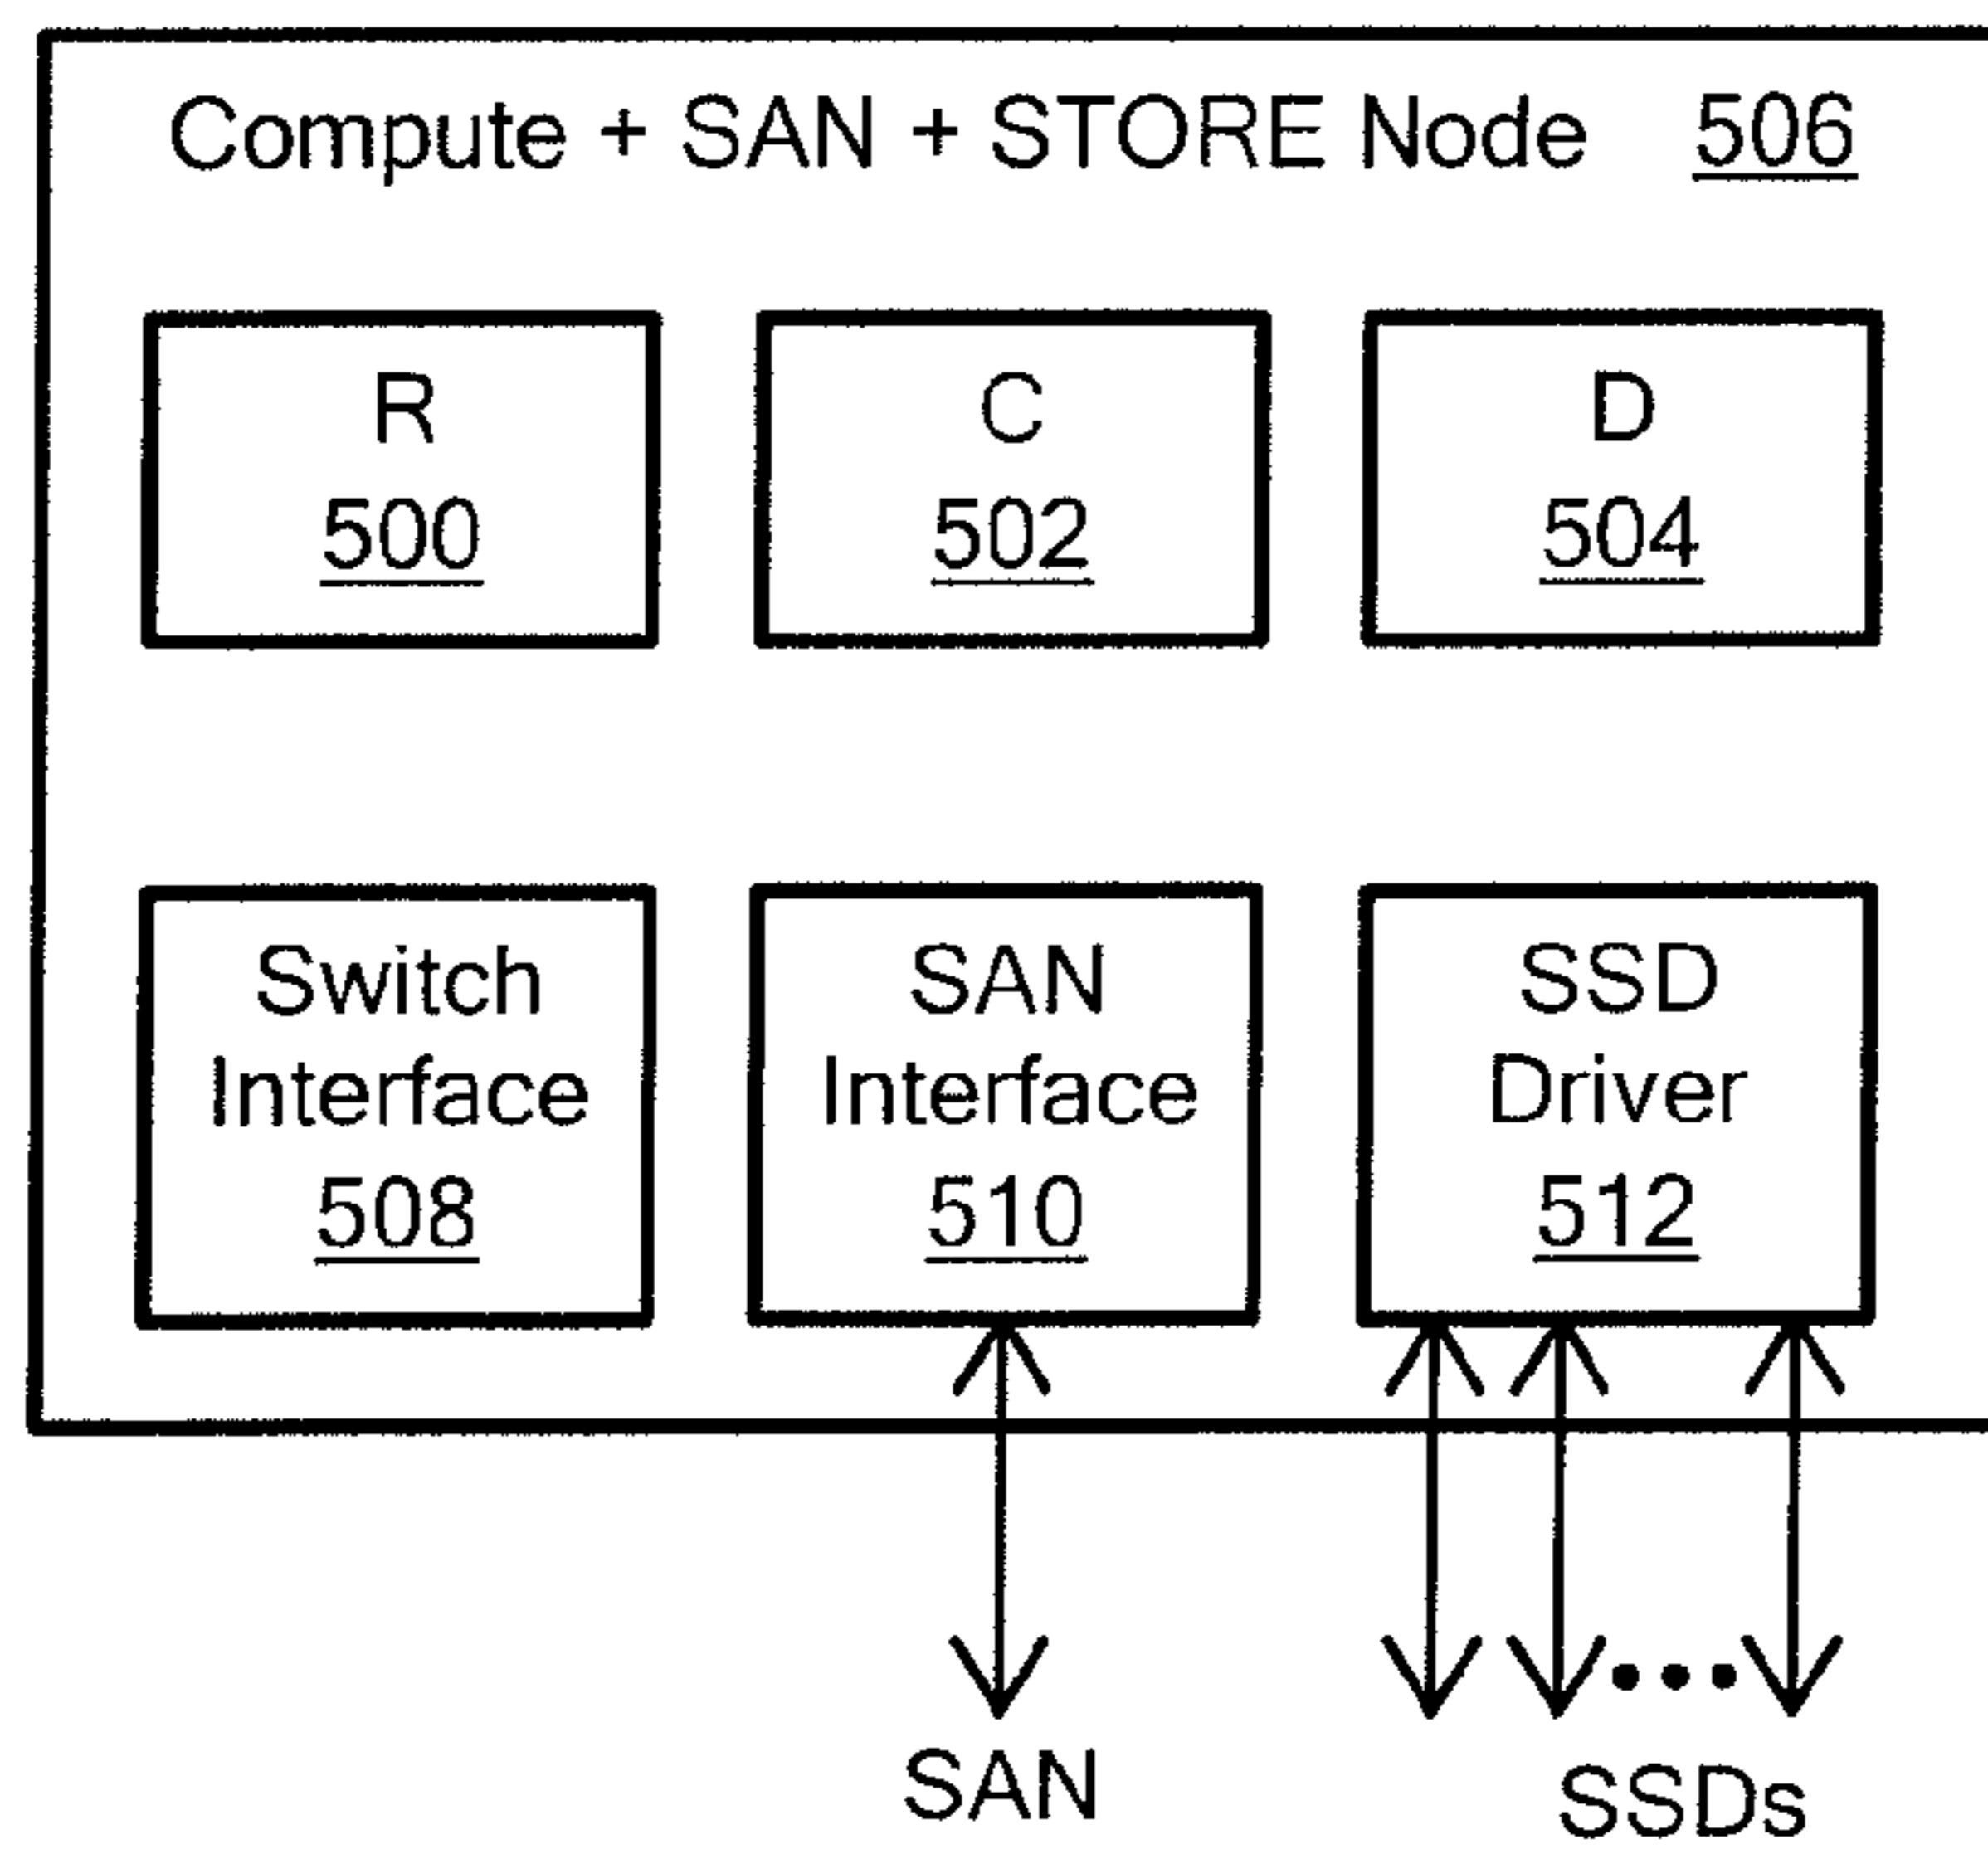 Compute + SAN + STORE Node 506
R
500
C
502
D
504
Switch
Interface
508
SAN
Interface
510
SSD
Driver
512
SAN
SSDs